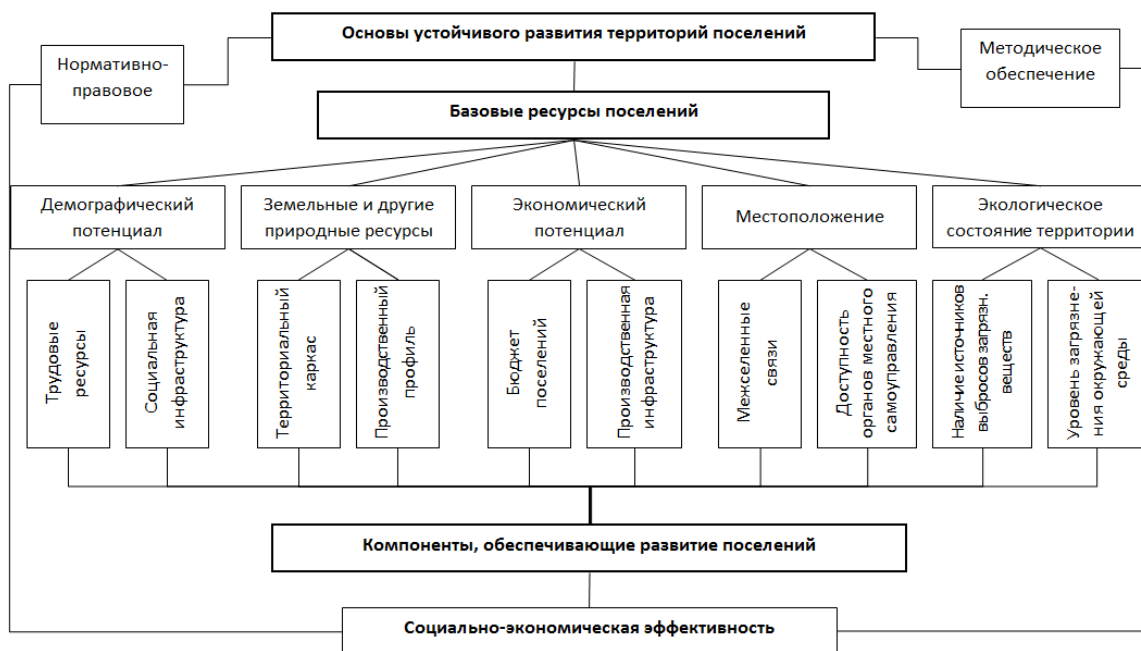 Основы устойчивого развития территорий поселений
Нормативно-
правовое
Методическое
обеспечение
Базовые ресурсы поселений
Демографический
потенциал
Земельные и другие
природные ресурсы
Экономический
потенциал
Местоположение
Экологическое
состояние территории
Трудовые
ресурсы
Социальная
инфраструктура
Территориальный
каркас
Производственный
профиль
Бюджет
поселений
Производственная
инфраструктура
Межселенные
связи
Доступность
органов местного
самоуправления
Наличие источников
выбросов загрязн.
веществ
Уровень загрязне-
ния окружающей
среды
Компоненты, обеспечивающие развитие поселений
Социально-экономическая эффективность